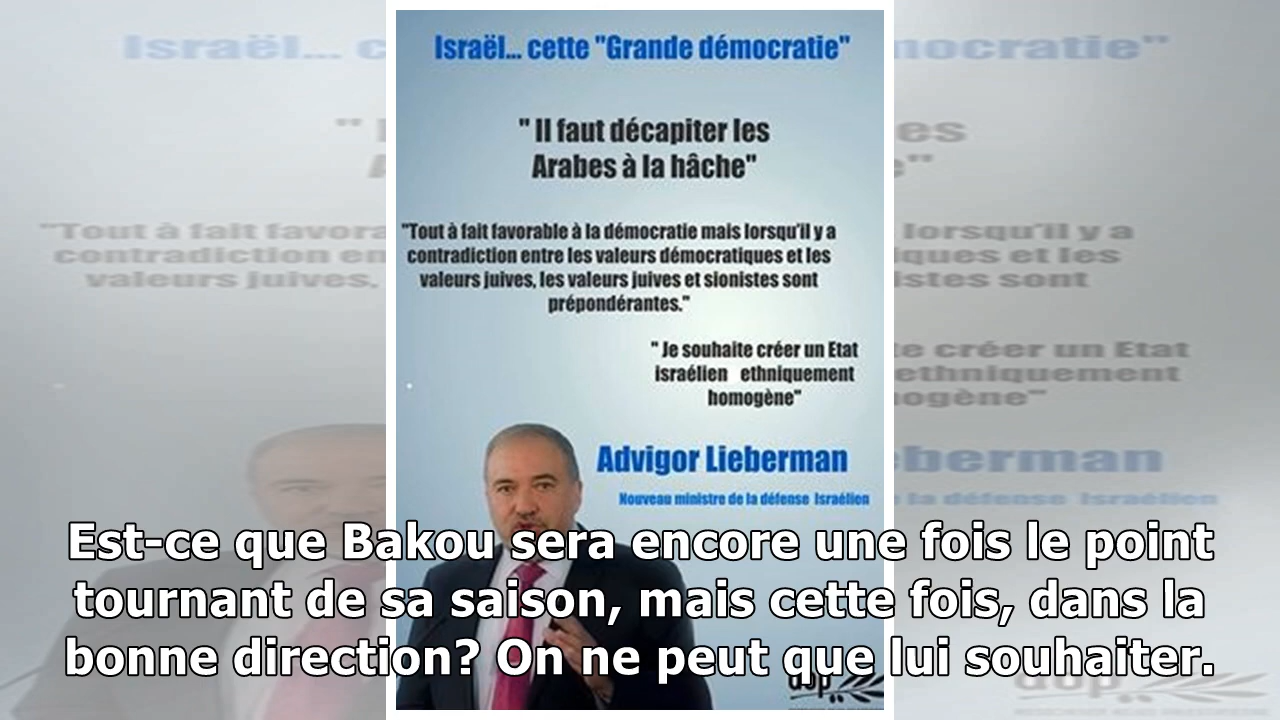 Israël... cette "Grande démocratie"
" Il faut décapiter les
Arabes à la hâche"
"Tout à fait favorable à la démocratie mais lorsqu'il y a
contradiction entre les valeurs démocratiques et les
valeurs juives, les valeurs juives et sionistes sont
prépondérantes."
" Je souhaite créer un Etat
israélien ethniquement
homogène"
Advigor Lieberman
Nouveau ministre de la défense Israélien
Est-ce que Bakou sera encore une fois le point
tournant de sa saison, mais cette fois, dans la
bonne direction? On ne peut que lui souhaiter.